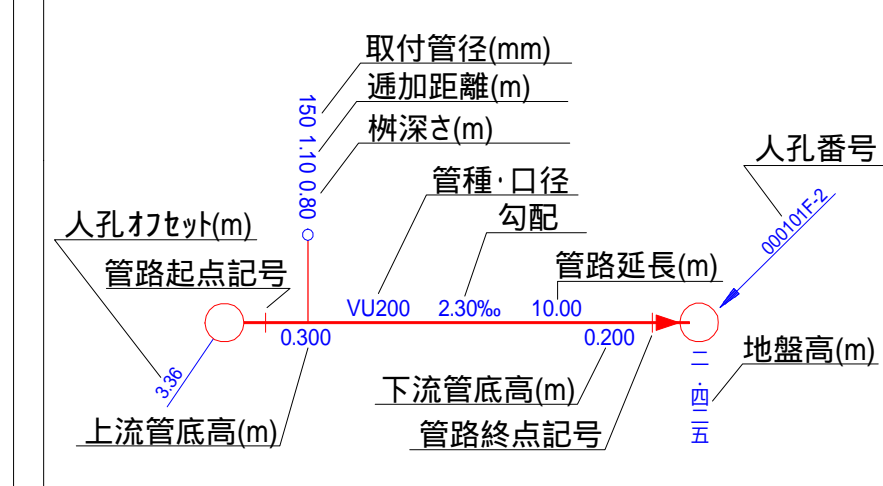 取付管径(mm)
逓加距離(m)
桝深さ(m)
150 1.10 0.80
人孔番号
管種・口径
勾配
000101F-2
人孔オフセット(m)
管路起点記号
管路延長(m)
VU200 2.30‰ 10.00
0.300 0.200
3.36
二.四二五
地盤高(m)
下流管底高(m)
上流管底高(m)
管路終点記号